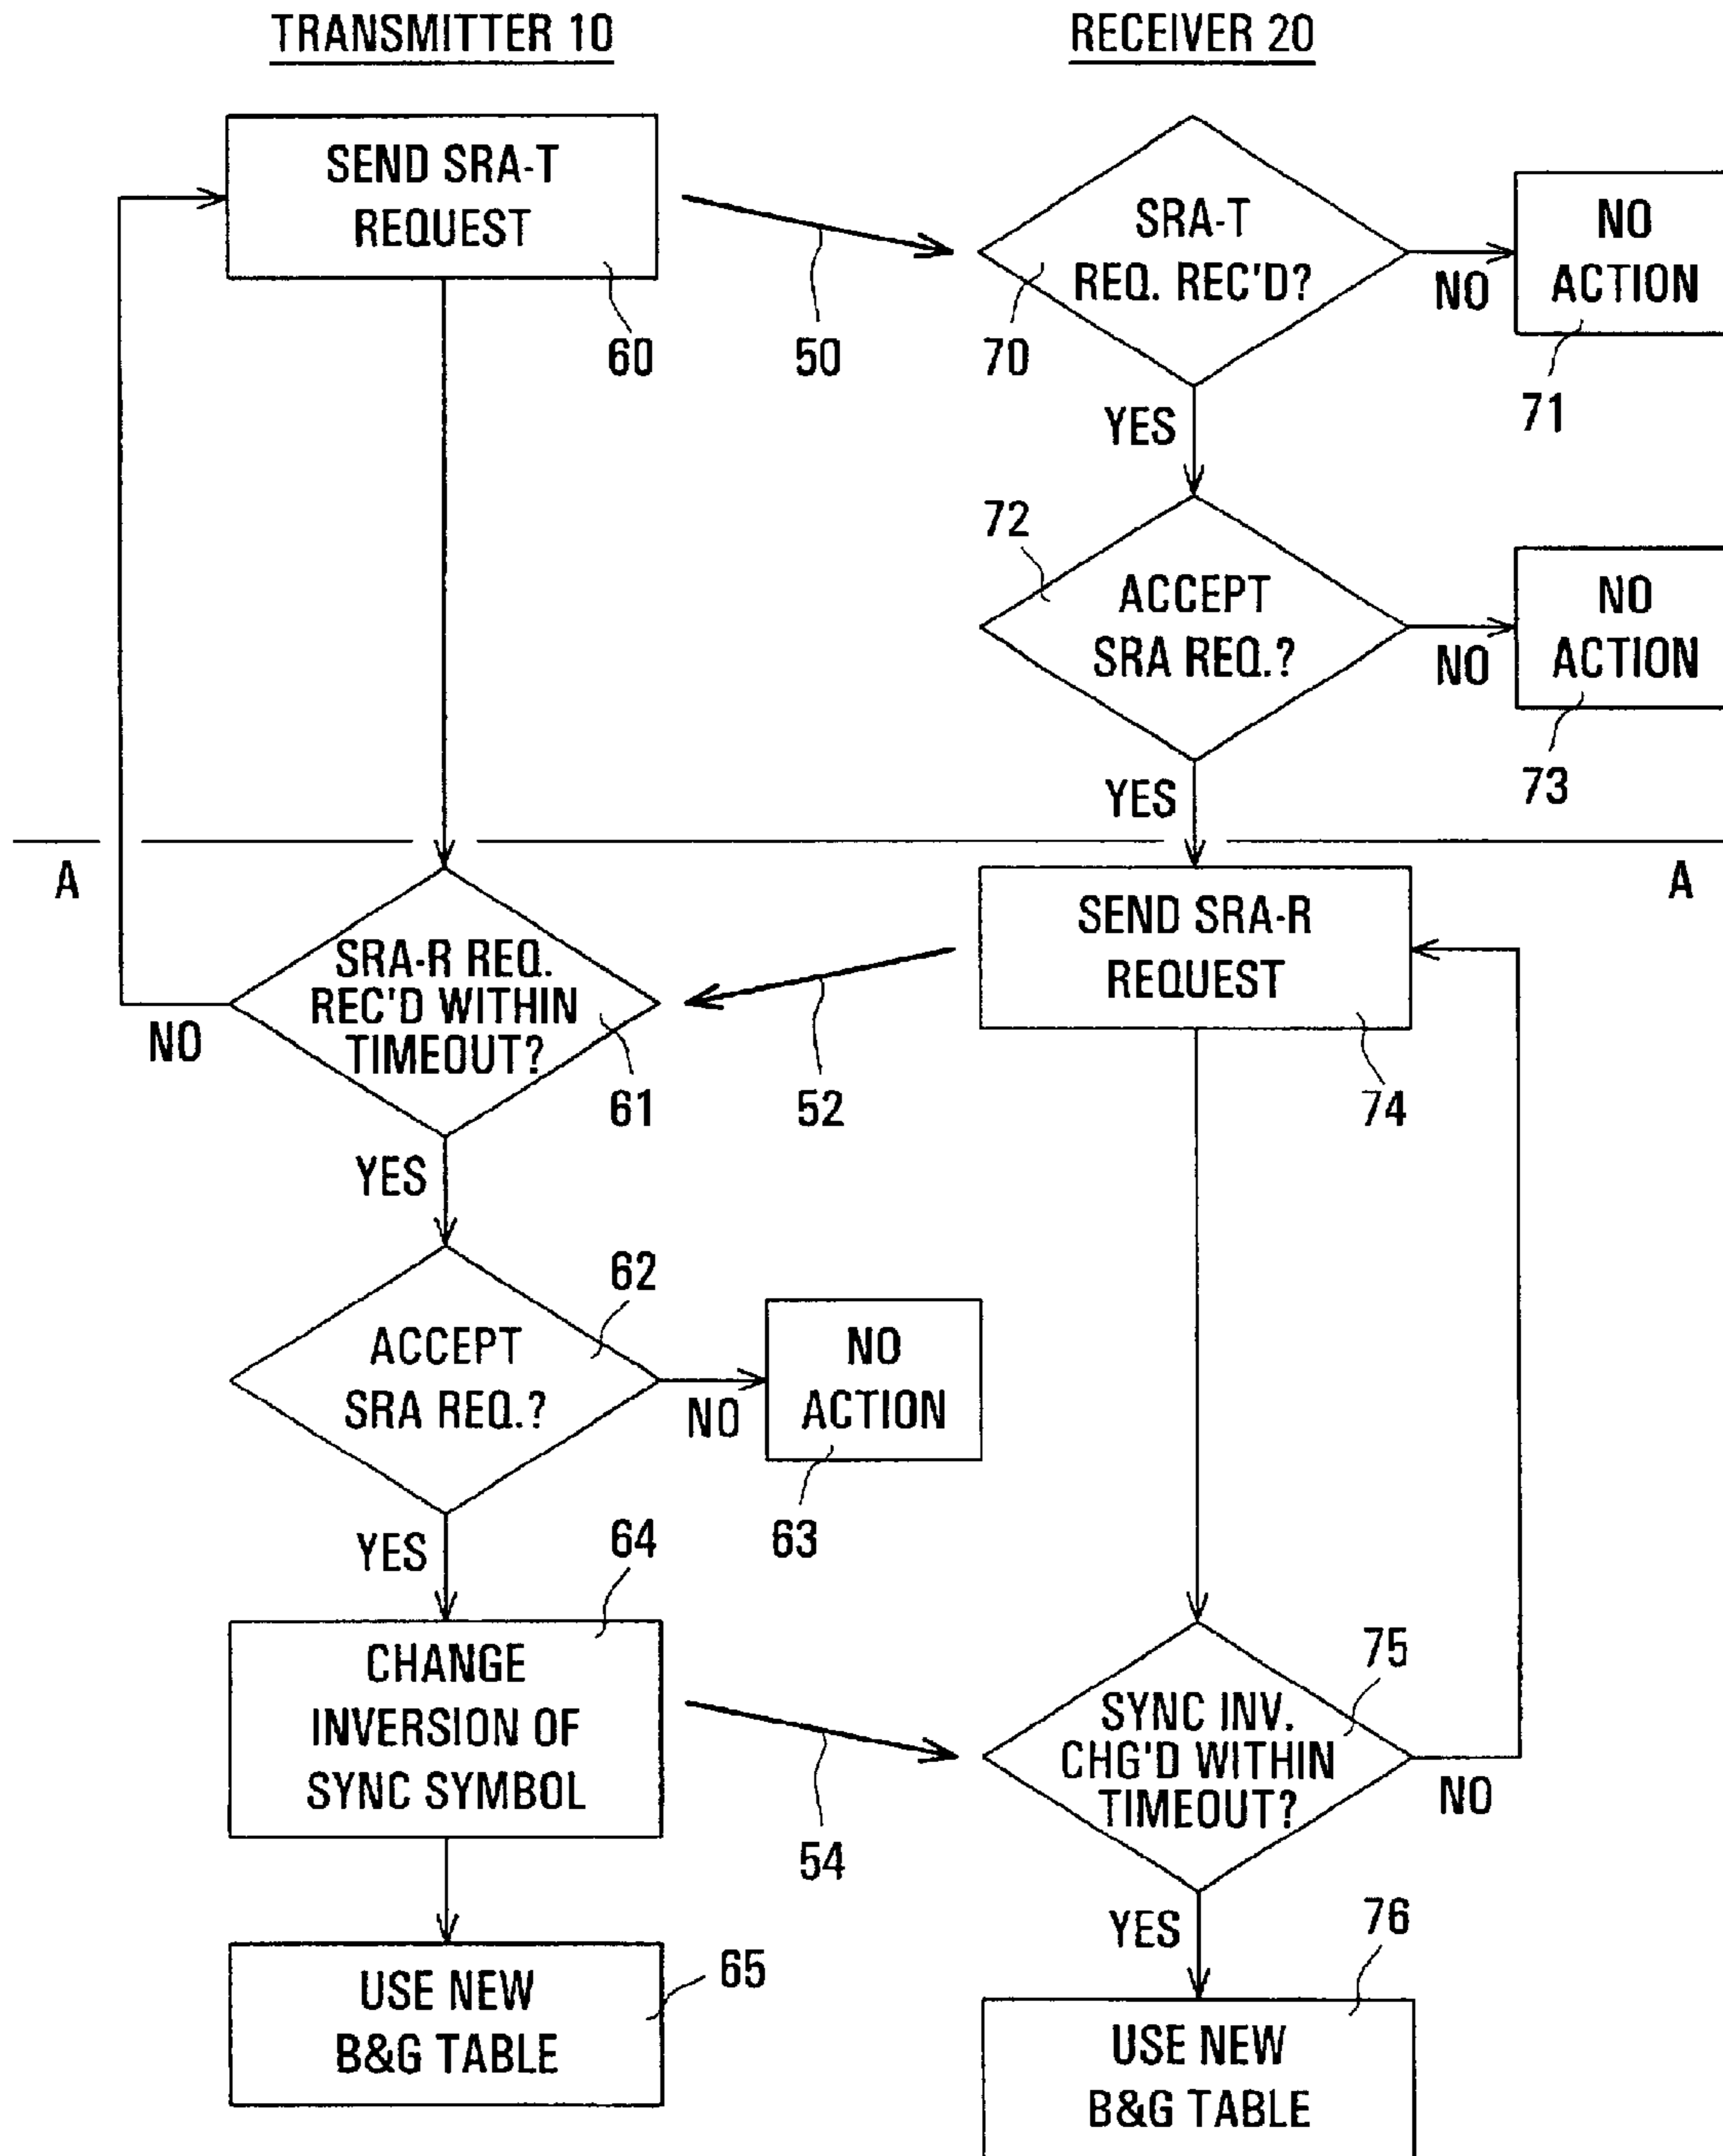 TRANSMITTER 10
RECEIVER 20
SEND SRA-T
REQUEST
60
50
SRA-T
REQ. REC'D?
70
NO
NO
ACTION
71
YES
72
ACCEPT
SRA REQ.?
NO
NO
ACTION
73
YES
A
A
SRA-R REQ.
REC'D WITHIN
TIMEOUT?
NO
61
52
SEND SRA-R
REQUEST
74
YES
62
ACCEPT
SRA REQ.?
NO
NO
ACTION
63
YES
64
CHANGE
INVERSION OF
SYNC SYMBOL
54
75
SYNC INV.
CHG'D WITHIN
TIMEOUT?
NO
YES
76
USE NEW
B&G TABLE
65
USE NEW
B&G TABLE